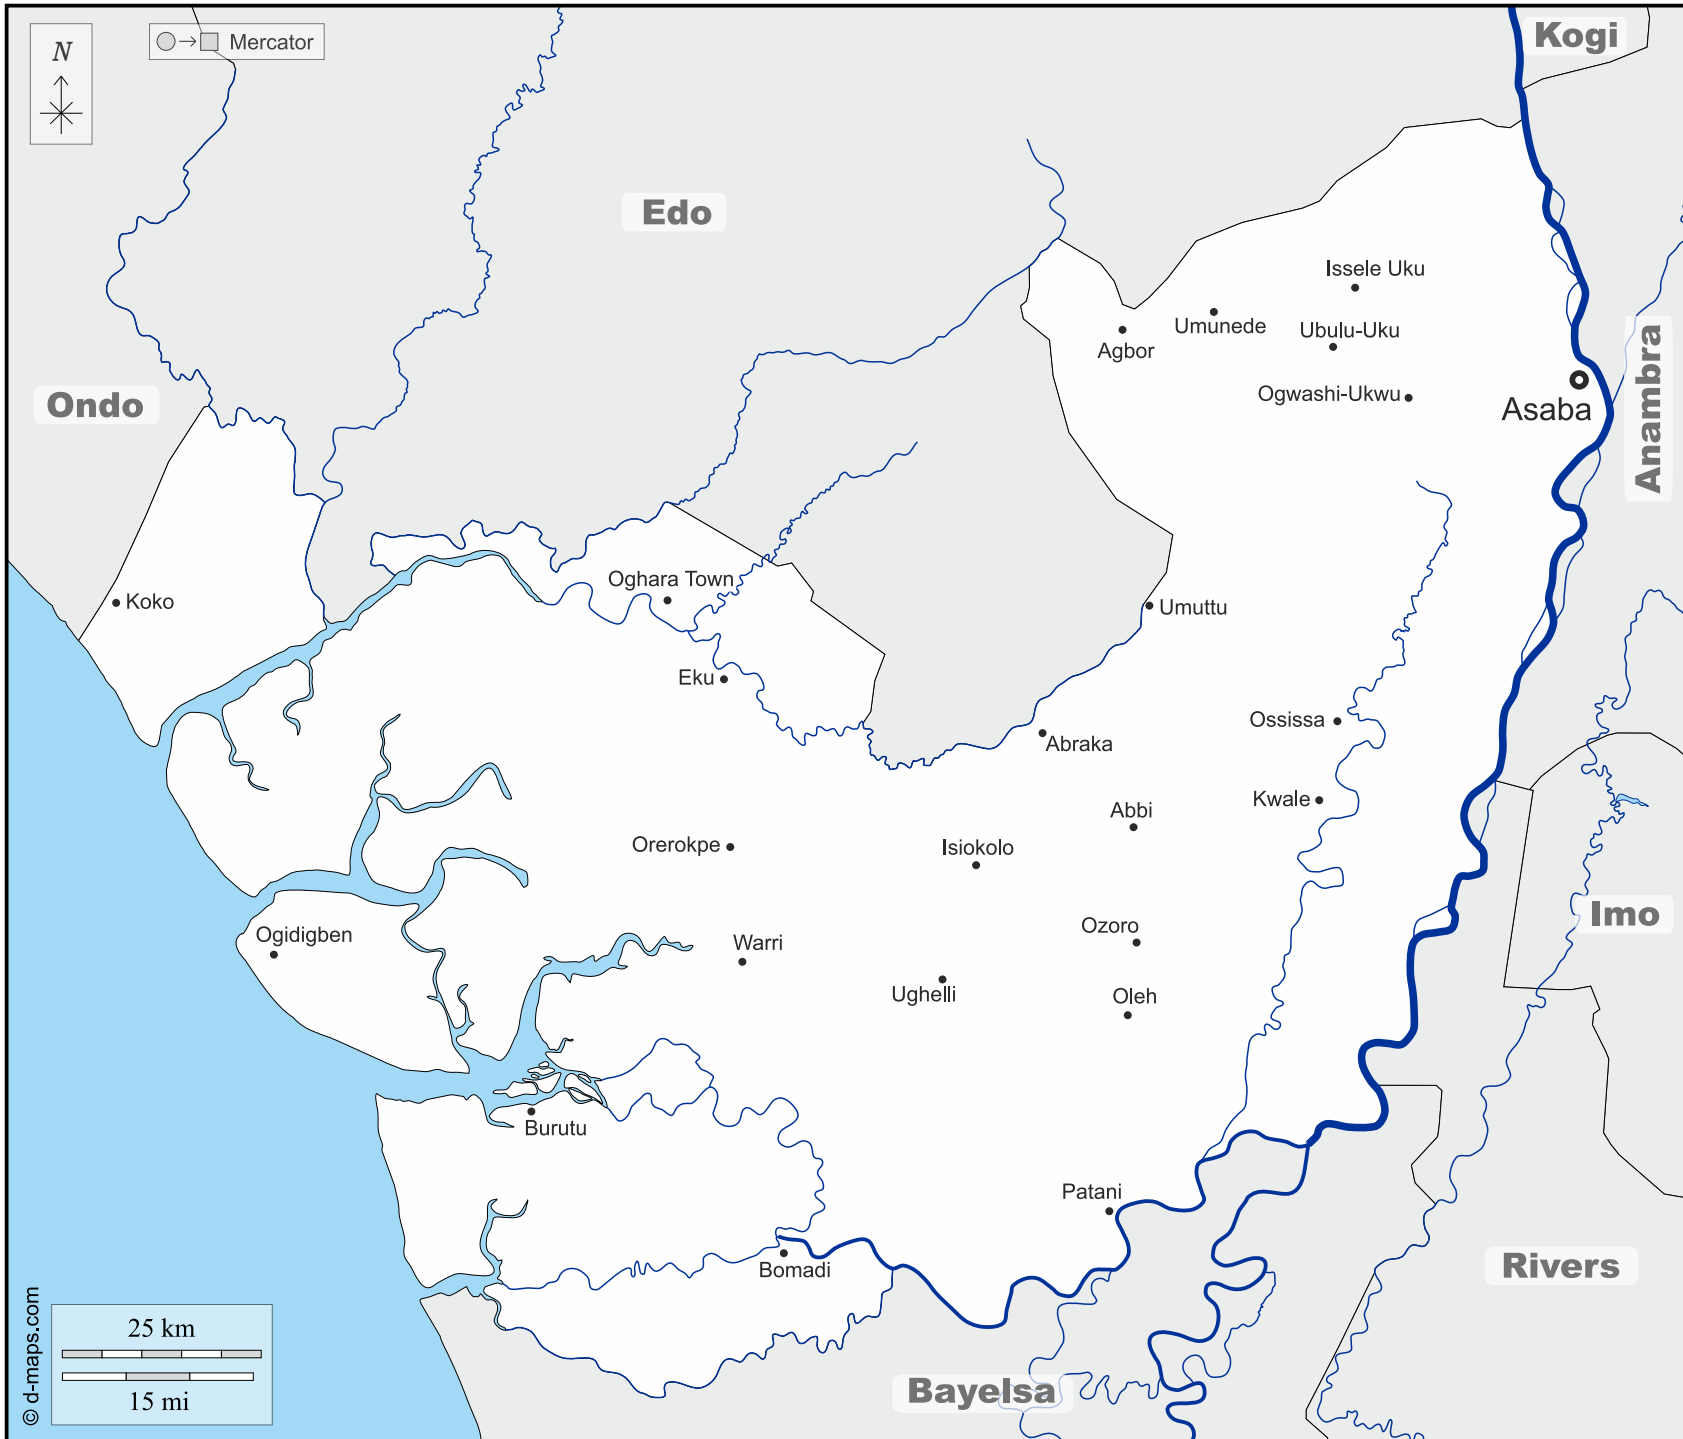 Kogi
N
Mercator
Edo
Issele Uku
Umunede
Ubulu-Uku
Agbor
Anambra
Ogwashi-Ukwu
Ondo
Asaba
Oghara Town
Koko
Umuttu
Eku
Ossissa
Abraka
Kwale
Abbi
Orerokpe
Isiokolo
Imo
Ozoro
Ogidigben
Warri
Ughelli
Oleh
Burutu
Patani
Rivers
Bomadi
25 km
15 mi
Bayelsa
© d-maps.com